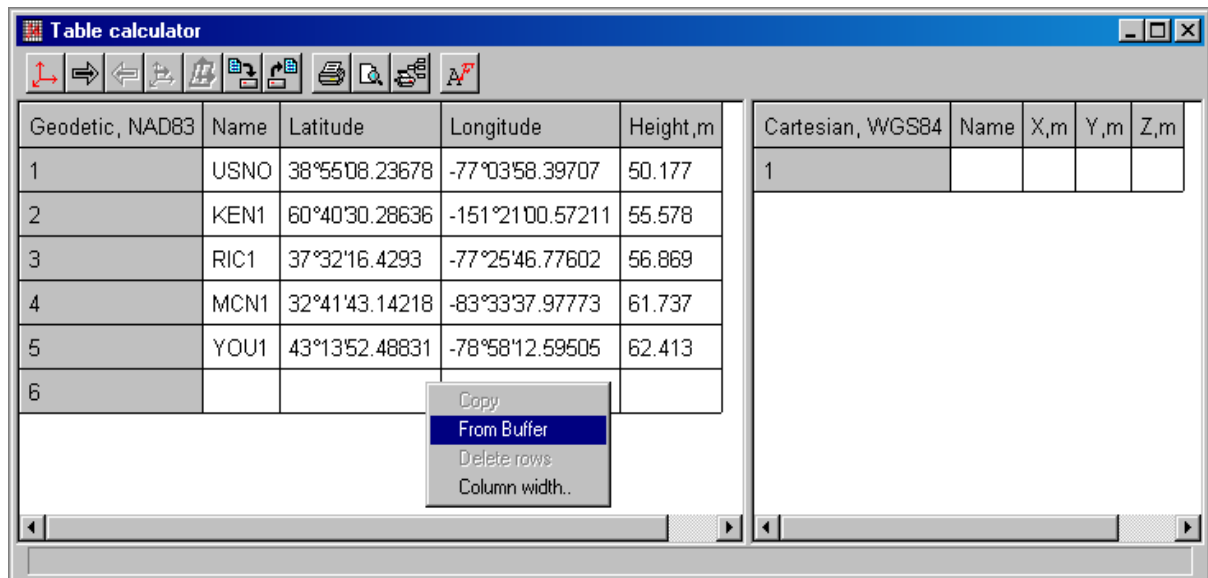 Table calculator
Geodetic, NAD83 Name Latitude Longitude Height,m
1 USNO 38°55'08.23678 -77°03'58.39707 50.177
2 KEN1 60°40'30.28636 -151°21'00.57211 55.578
3 RIC1 37°32'16.4293 -77°25'46.77602 56.869
4 MCN1 32°41'43.14218 -83°33'37.97773 61.737
5 YOU1 43°13'52.48831 -78°58'12.59505 62.413
6
Copy
From Buffer
Delete rows
Column width..
Cartesian, WGS84 Name X,m Y,m Z,m
1